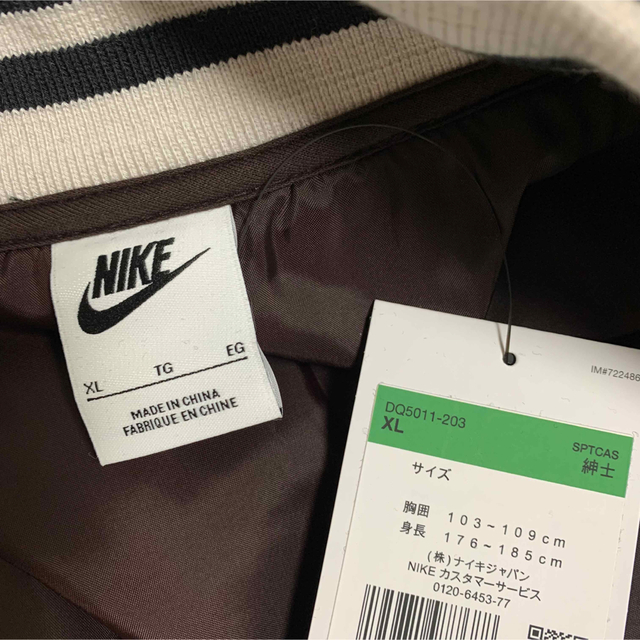 NIKE
XL TG EG
MADE IN CHINA
FABRIQUE EN CHINE
IM#722486
DQ5011-203
XL
SPTCAS
紳士
サイズ
胸囲 103~109cm
身長 176~185cm
(株)ナイキジャパン
NIKE カスタマーサービス
0120-6453-77